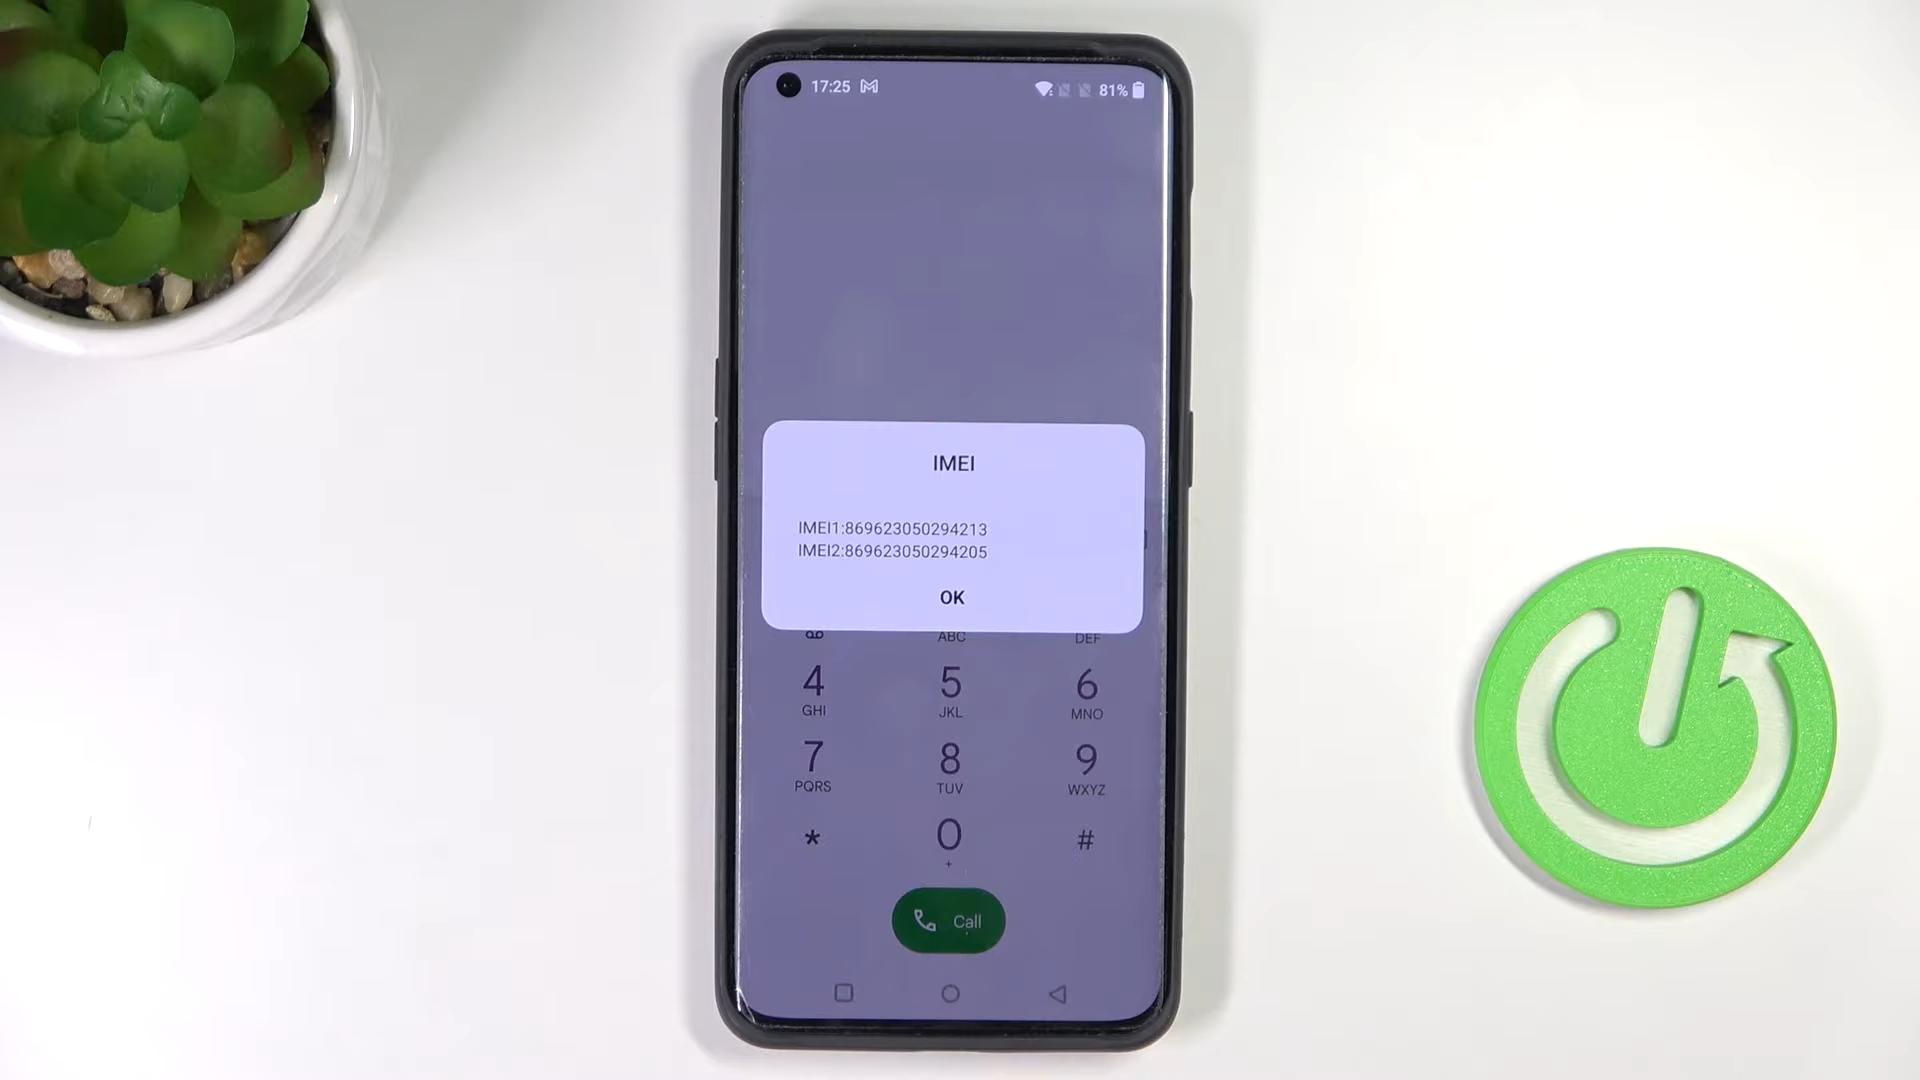 17:25
81%
IMEI
IMEI1:869623050294213
IMEI2:869623050294205
OK
ABC DEF
4 5 6
GHI JKL MNO
7 8 9
PQRS TUV WXYZ
* 0 #
+
Call